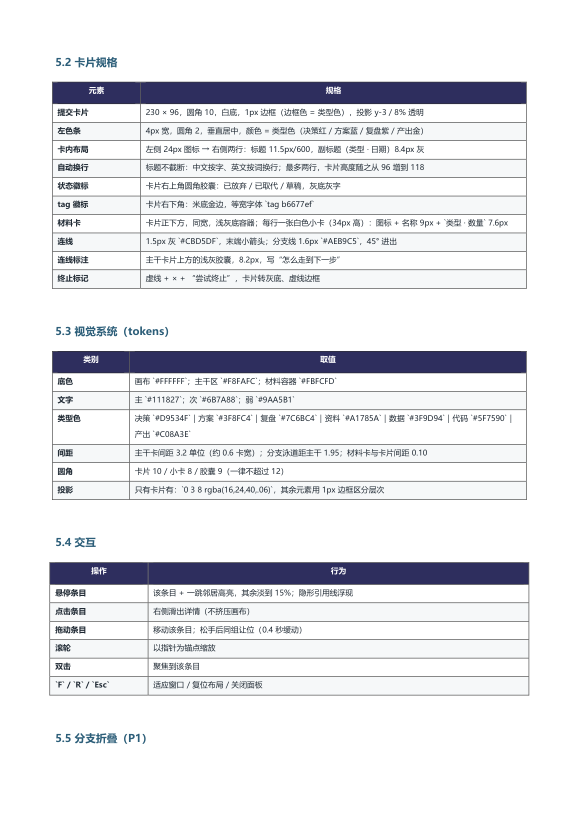 5.2 卡片规格
元素 规格
提交卡片 230 × 96，圆角 10，白底，1px 边框（边框色 = 类型色），投影 y-3 / 8% 透明
左色条 4px 宽，圆角 2，垂直居中，颜色 = 类型色（决策红 / 方案蓝 / 复盘紫 / 产出金）
卡内布局 左侧 24px 图标 → 右侧两行：标题 11.5px/600，副标题（类型 · 日期）8.4px 灰
自动换行 标题不截断：中文按字、英文按词换行；最多两行，卡片高度随之从 96 增到 118
状态徽标 卡片右上角圆角胶囊：已放弃 / 已取代 / 草稿，灰底灰字
tag 徽标 卡片右下角：米底金边，等宽字体 `tag b6677ef`
材料卡 卡片正下方，同宽，浅灰底容器；每行一张白色小卡（34px 高）：图标 + 名称 9px + `类型 · 数量` 7.6px
连线 1.5px 灰 `#CBD5DF`，末端小箭头；分支线 1.6px `#AEB9C5`，45° 进出
连线标注 主干卡片上方的浅灰胶囊，8.2px，写“怎么走到下一步”
终止标记 虚线 + × + “尝试终止”，卡片转灰底、虚线边框
5.3 视觉系统（tokens）
类别 取值
底色 画布 `#FFFFFF`；主干区 `#F8FAFC`；材料容器 `#FBFCFD`
文字 主 `#111827`；次 `#6B7A88`；弱 `#9AA5B1`
类型色 决策 `#D9534F` | 方案 `#3F8FC4` | 复盘 `#7C6BC4` | 资料 `#A1785A` | 数据 `#3F9D94` | 代码 `#5F7590` |
产出 `#C08A3E`
间距 主干卡间距 3.2 单位（约 0.6 卡宽）；分支泳道距主干 1.95；材料卡与卡片间距 0.10
圆角 卡片 10 / 小卡 8 / 胶囊 9（一律不超过 12）
投影 只有卡片有：`0 3 8 rgba(16,24,40,.06)`，其余元素用 1px 边框区分层次
5.4 交互
操作 行为
悬停条目 该条目 + 一跳邻居高亮，其余淡到 15%；隐形引用线浮现
点击条目 右侧滑出详情（不挤压画布）
拖动条目 移动该条目；松手后同组让位（0.4 秒缓动）
滚轮 以指针为锚点缩放
双击 聚焦到该条目
`F` / `R` / `Esc` 适应窗口 / 复位布局 / 关闭面板
5.5 分支折叠（P1）